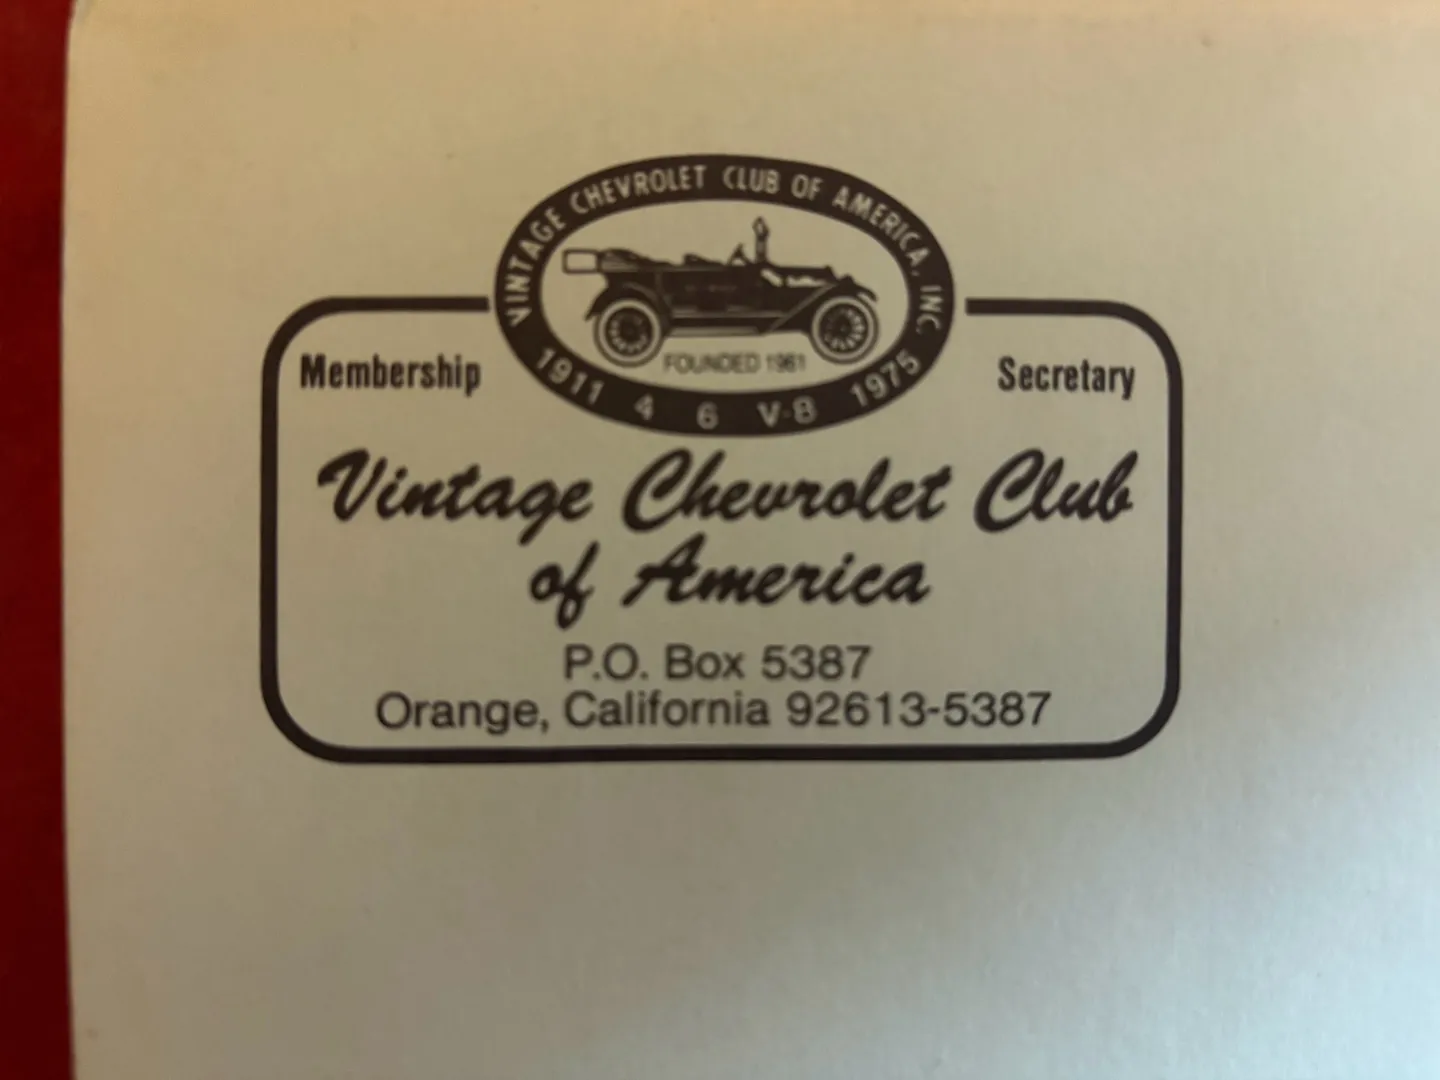 VINTAGE CHEVROLET CLUB OF AMERICA, INC.
FOUNDED 1961
1911 4 6 V-8 1975
Membership Secretary
Vintage Chevrolet Club
of America
P.O. Box 5387
Orange, California 92613-5387